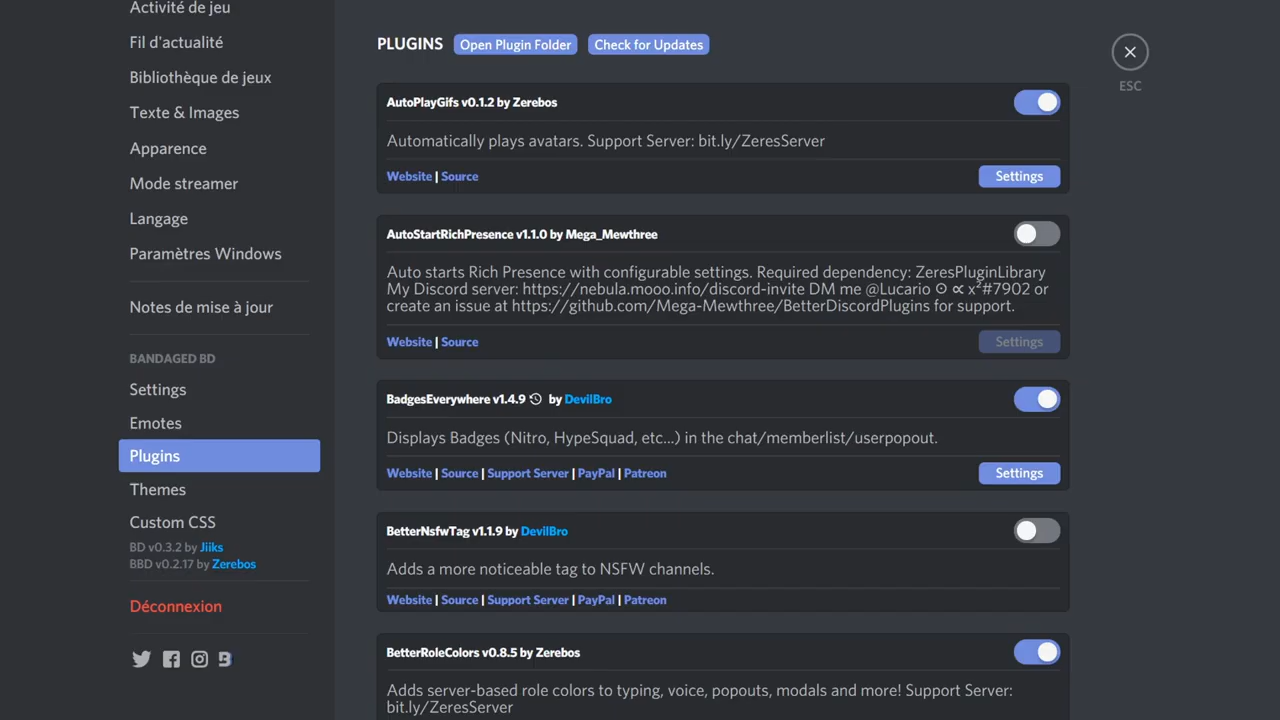 Activité de jeu
Fil d'actualité
Bibliothèque de jeux
Texte & Images
Apparence
Mode streamer
Langage
Paramètres Windows
Notes de mise à jour
BANDAGED BD
Settings
Emotes
Plugins
Themes
Custom CSS
BD v0.3.2 by Jiiks
BBD v0.2.17 by Zerebos
Déconnexion
PLUGINS Open Plugin Folder Check for Updates
ESC
AutoPlayGifs v0.1.2 by Zerebos
Automatically plays avatars. Support Server: bit.ly/ZeresServer
Website | Source Settings
AutoStartRichPresence v1.1.0 by Mega_Mewthree
Auto starts Rich Presence with configurable settings. Required dependency: ZeresPluginLibrary
My Discord server: https://nebula.mooo.info/discord-invite DM me @Lucario ⊙ ∝ x²#7902 or
create an issue at https://github.com/Mega-Mewthree/BetterDiscordPlugins for support.
Website | Source Settings
BadgesEverywhere v1.4.9 by DevilBro
Displays Badges (Nitro, HypeSquad, etc...) in the chat/memberlist/userpopout.
Website | Source | Support Server | PayPal | Patreon Settings
BetterNsfwTag v1.1.9 by DevilBro
Adds a more noticeable tag to NSFW channels.
Website | Source | Support Server | PayPal | Patreon
BetterRoleColors v0.8.5 by Zerebos
Adds server-based role colors to typing, voice, popouts, modals and more! Support Server:
bit.ly/ZeresServer